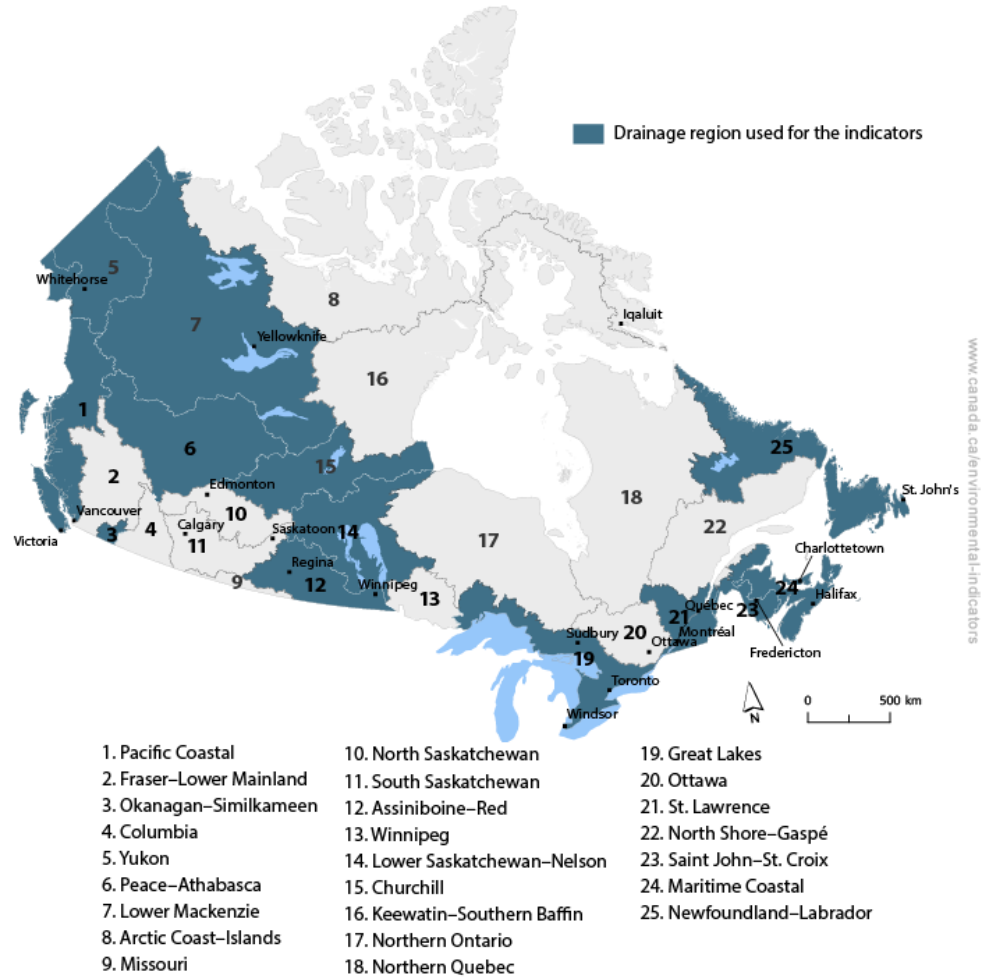 Drainage region used for the indicators
5
Whitehorse
8
7
Iqaluit
Yellowknife
16
1
6
15
25
2
Edmonton
18
St. John's
10
Vancouver
Calgary
Saskatoon
14
22
3
4
11
17
Victoria
Charlottetown
Regina
9
12
Winnipeg
13
24
Halifax
Québec
21
23
Sudbury
20
Montréal
Ottawa
19
Fredericton
Toronto
Windsor
N
0 500 km
www.canada.ca/environmental-indicators
1. Pacific Coastal
2. Fraser–Lower Mainland
3. Okanagan–Similkameen
4. Columbia
5. Yukon
6. Peace–Athabasca
7. Lower Mackenzie
8. Arctic Coast–Islands
9. Missouri
10. North Saskatchewan
11. South Saskatchewan
12. Assiniboine–Red
13. Winnipeg
14. Lower Saskatchewan–Nelson
15. Churchill
16. Keewatin–Southern Baffin
17. Northern Ontario
18. Northern Quebec
19. Great Lakes
20. Ottawa
21. St. Lawrence
22. North Shore–Gaspé
23. Saint John–St. Croix
24. Maritime Coastal
25. Newfoundland–Labrador